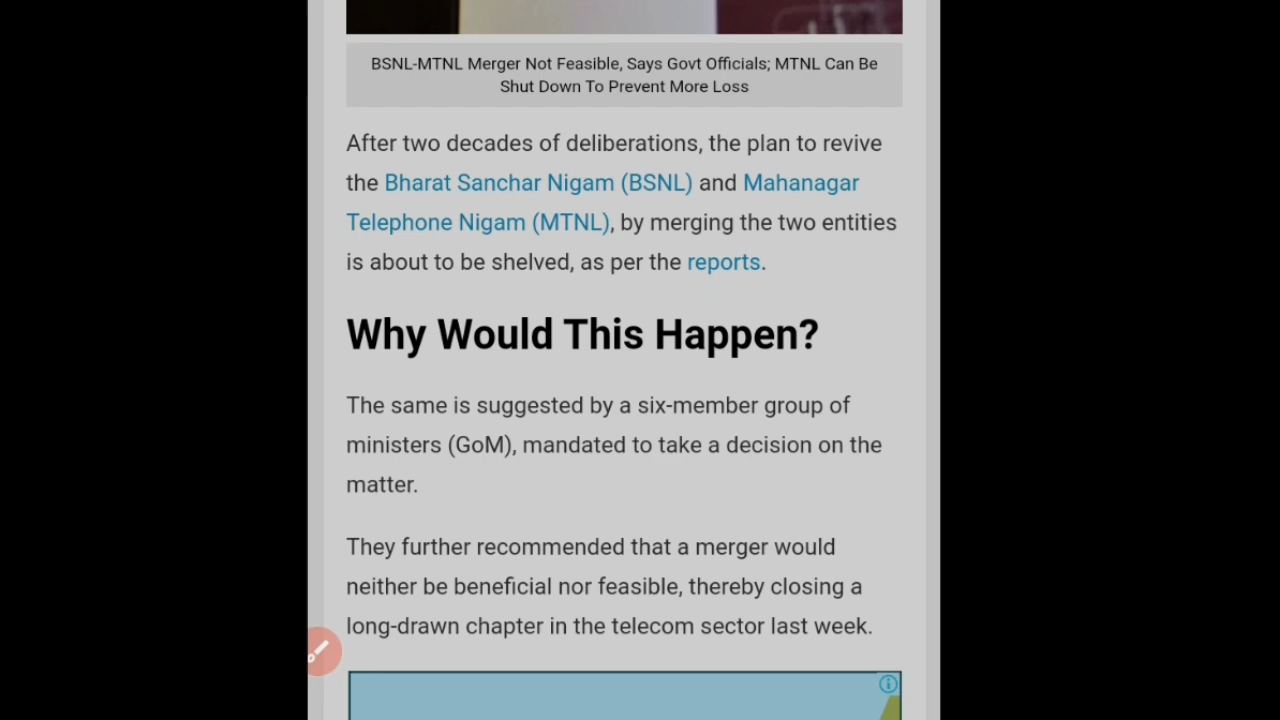 BSNL-MTNL Merger Not Feasible, Says Govt Officials; MTNL Can Be
Shut Down To Prevent More Loss
After two decades of deliberations, the plan to revive
the Bharat Sanchar Nigam (BSNL) and Mahanagar
Telephone Nigam (MTNL), by merging the two entities
is about to be shelved, as per the reports.
Why Would This Happen?
The same is suggested by a six-member group of
ministers (GoM), mandated to take a decision on the
matter.
They further recommended that a merger would
neither be beneficial nor feasible, thereby closing a
long-drawn chapter in the telecom sector last week.